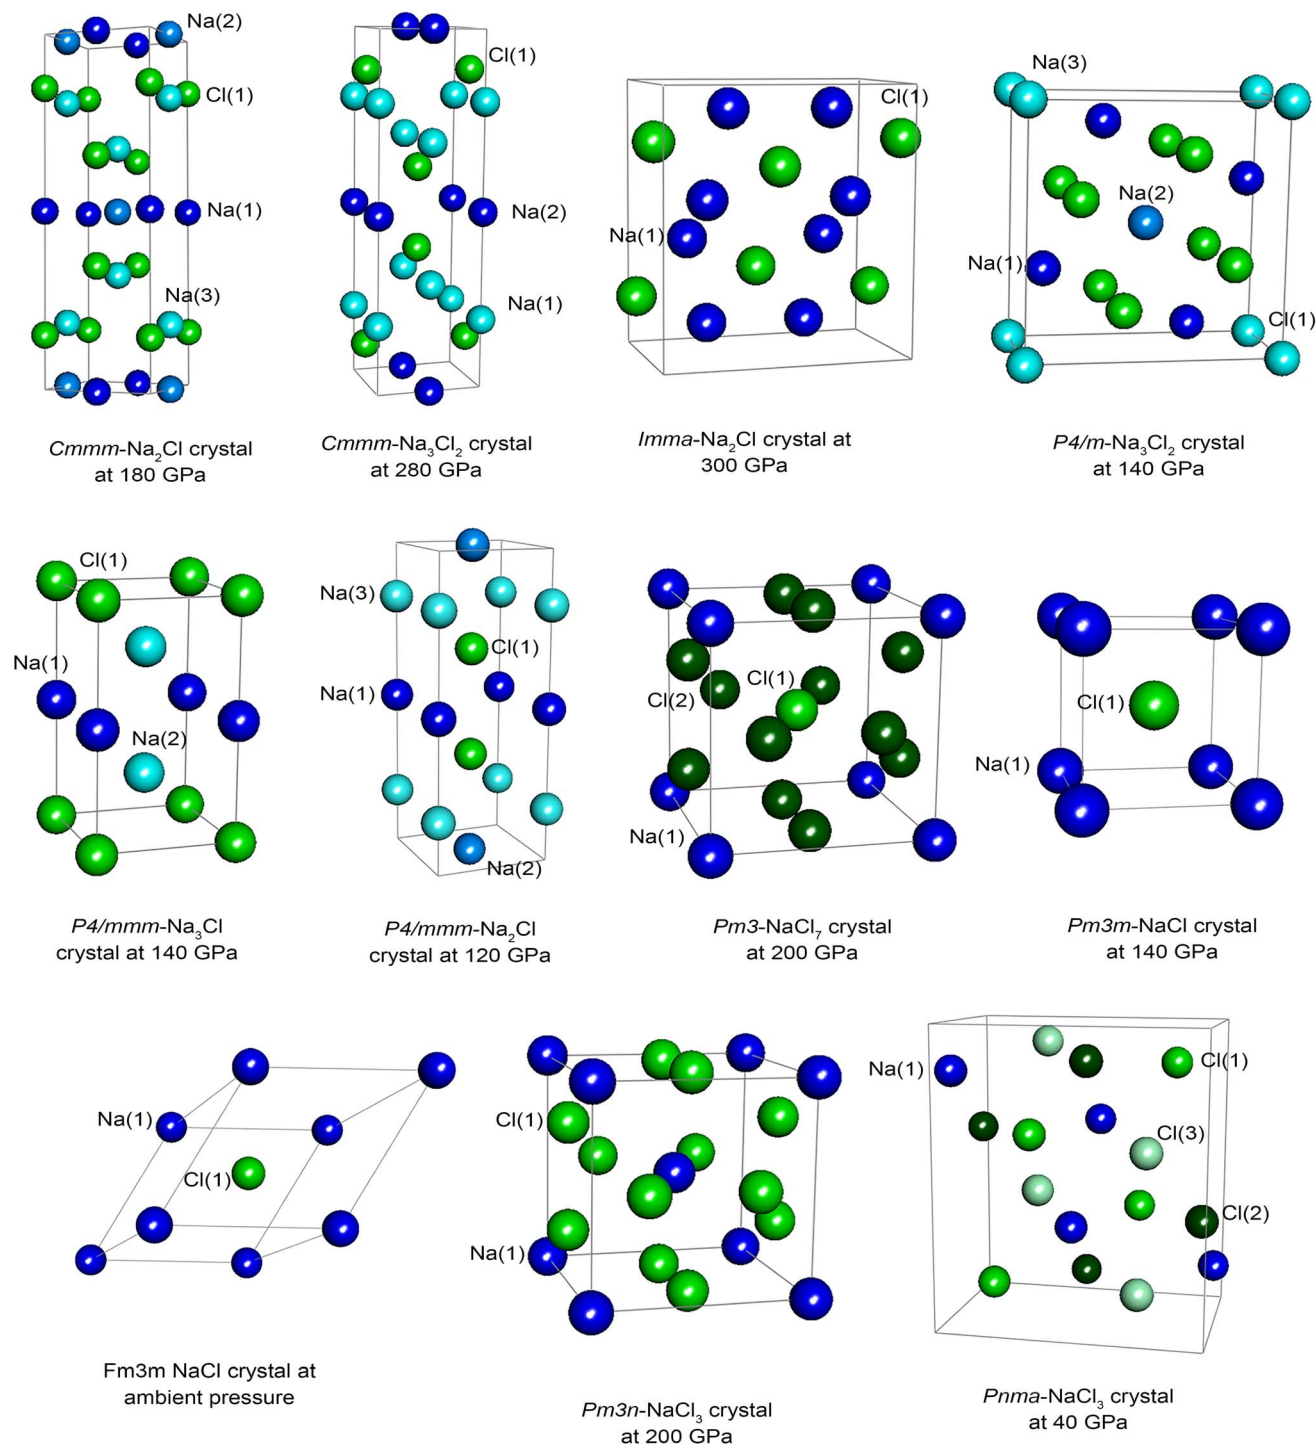 Na(2)
Cl(1)
Na(1)
Na(3)
Cmmm-Na₂Cl crystal
at 180 GPa
Cl(1)
Na(2)
Na(1)
Cmmm-Na₃Cl₂ crystal
at 280 GPa
Cl(1)
Na(1)
Imma-Na₂Cl crystal at
300 GPa
Na(3)
Na(2)
Na(1)
Cl(1)
P4/m-Na₃Cl₂ crystal
at 140 GPa
Cl(1)
Na(1)
Na(2)
P4/mmm-Na₃Cl
crystal at 140 GPa
Na(3)
Cl(1)
Na(1)
Na(2)
P4/mmm-Na₂Cl
crystal at 120 GPa
Cl(1)
Cl(2)
Na(1)
Pm3-NaCl₇ crystal
at 200 GPa
Cl(1)
Na(1)
Pm3m-NaCl crystal
at 140 GPa
Na(1)
Cl(1)
Fm3m NaCl crystal at
ambient pressure
Cl(1)
Na(1)
Pm3n-NaCl₃ crystal
at 200 GPa
Na(1)
Cl(1)
Cl(3)
Cl(2)
Pnma-NaCl₃ crystal
at 40 GPa